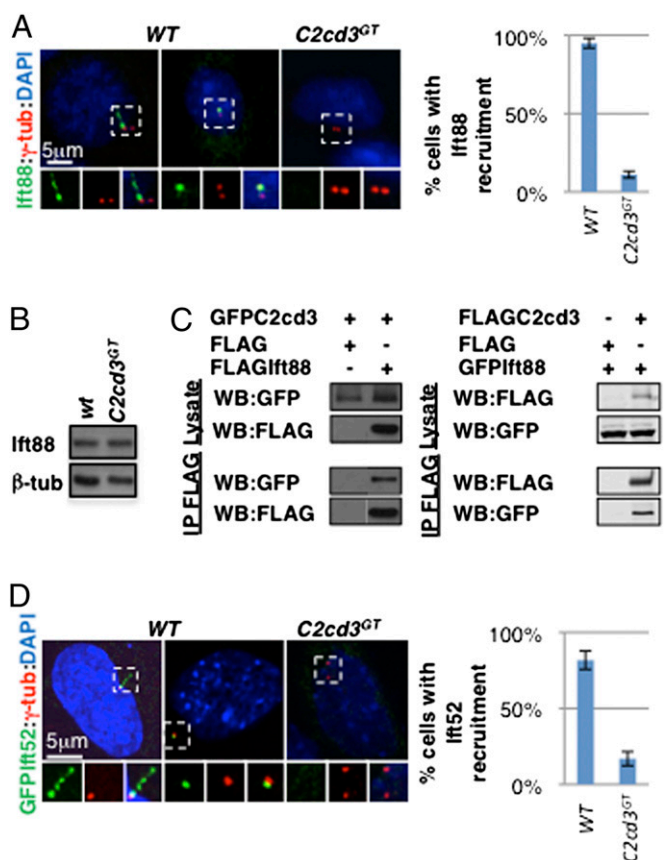 A
WT C2cd3GT
Ift88:γ-tub:DAPI
5μm
% cells with
Ift88
recruitment
100%
50%
0%
WT
C2cd3GT
B
wt
C2cd3GT
Ift88
β-tub
C
GFPC2cd3 + +
FLAG + -
FLAGIft88 - +
Lysate
WB:GFP
WB:FLAG
IP FLAG
WB:GFP
WB:FLAG
FLAGC2cd3 - +
FLAG + -
GFPIft88 + +
Lysate
WB:FLAG
WB:GFP
IP FLAG
WB:FLAG
WB:GFP
D
WT C2cd3GT
GFPIft52:γ-tub:DAPI
5μm
% cells with
Ift52
recruitment
100%
50%
0%
WT
C2cd3GT